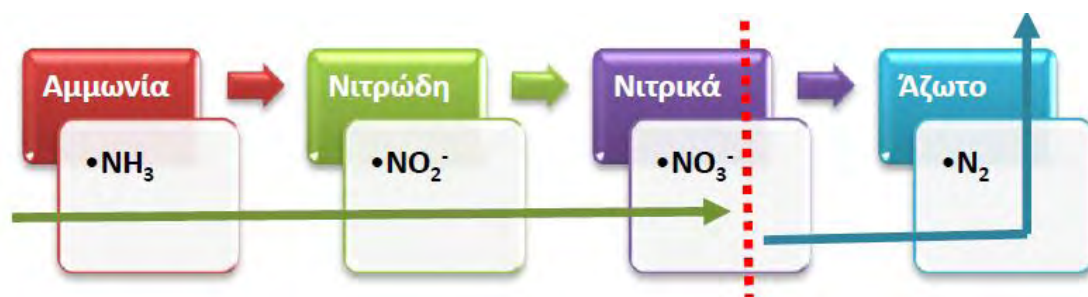 Αμμωνία
•NH₃
Νιτρώδη
•NO₂⁻
Νιτρικά
•NO₃⁻
Άζωτο
•N₂